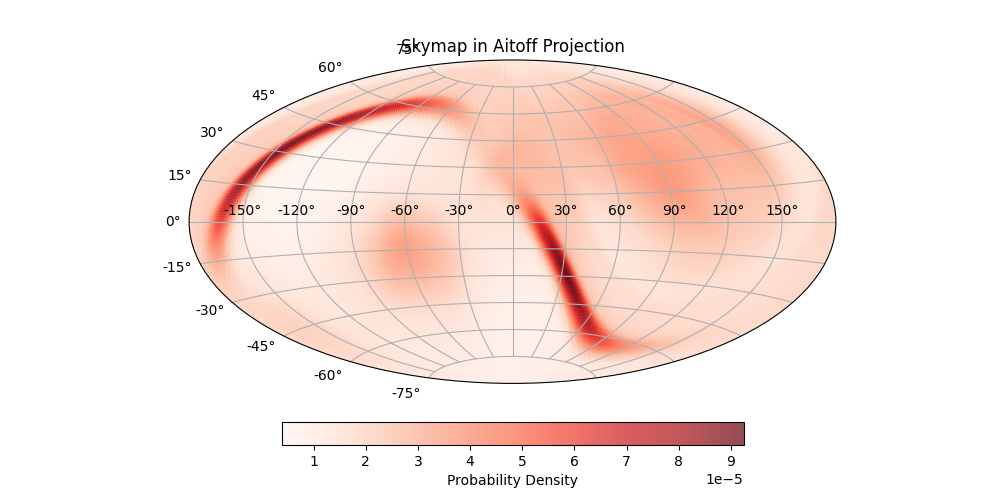 Skymap in Aitoff Projection
75°
60°
45°
30°
15°
0°
-150° -120° -90° -60° -30° 0° 30° 60° 90° 120° 150°
-15°
-30°
-45°
-60°
-75°
1 2 3 4 5 6 7 8 9
1e−5
Probability Density